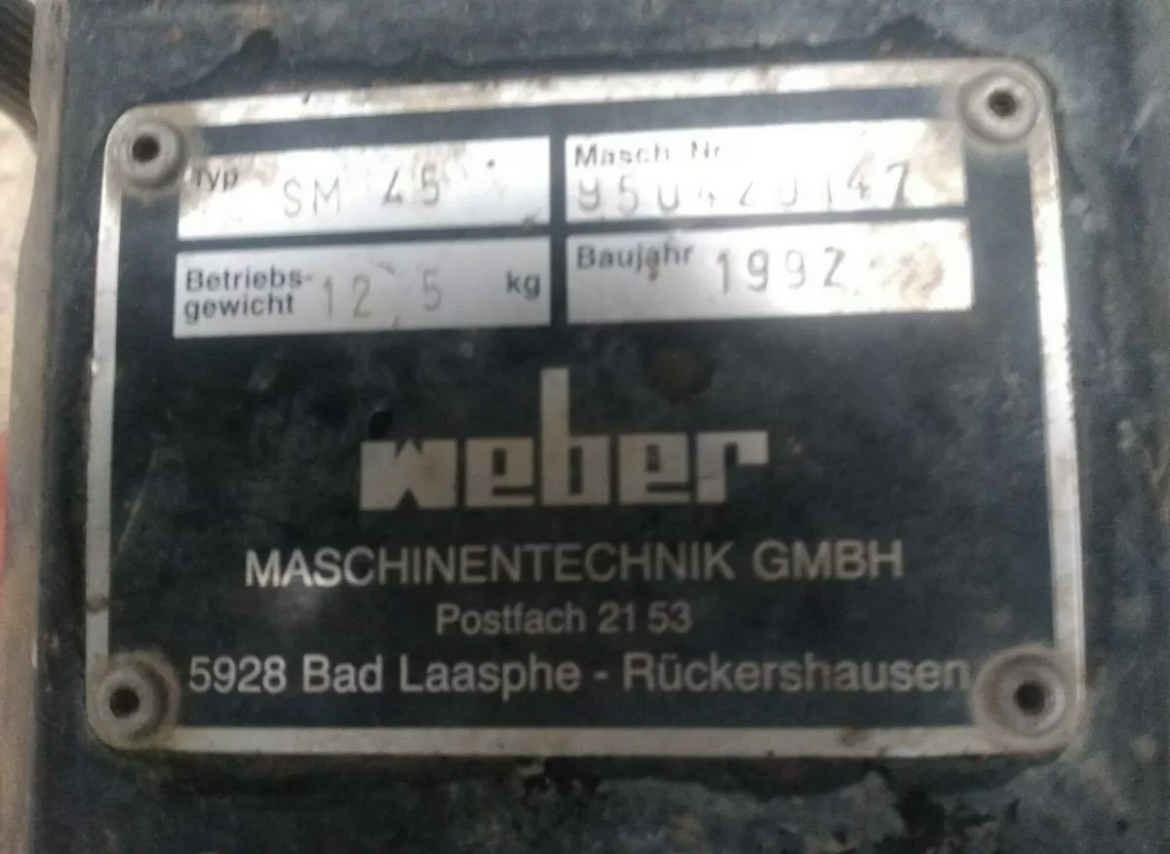 Typ SM 45
Masch Nr
Betriebs-
gewicht 12 5 kg
Baujahr 1992
weber
MASCHINENTECHNIK GMBH
Postfach 21 53
5928 Bad Laasphe - Rückershausen